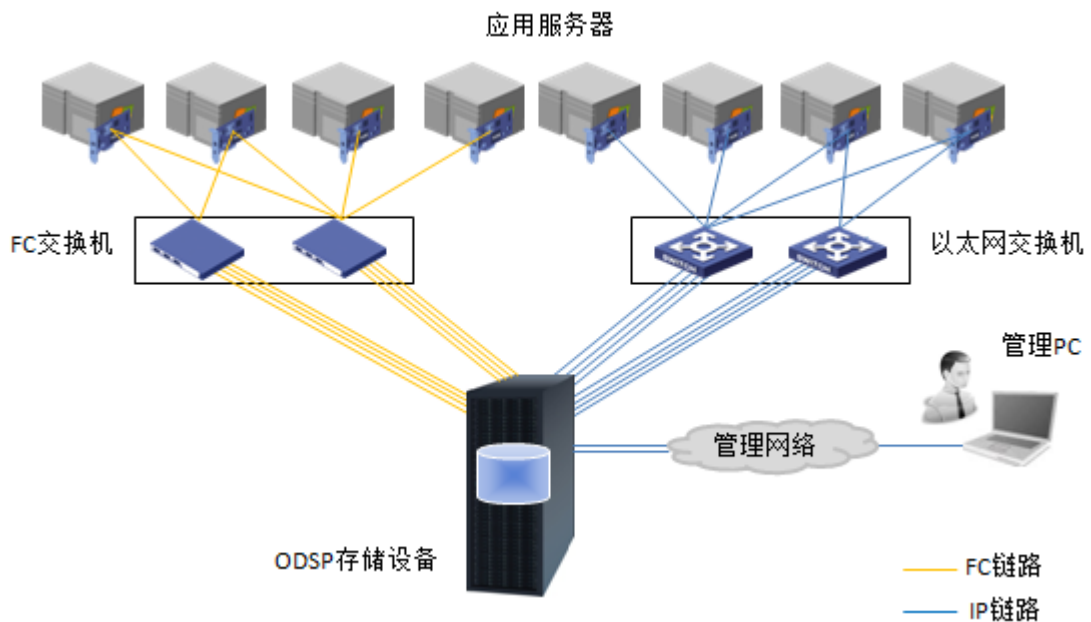 应用服务器
FC交换机
SWITCH
SWITCH
以太网交换机
管理PC
管理网络
ODSP存储设备
FC链路
IP链路